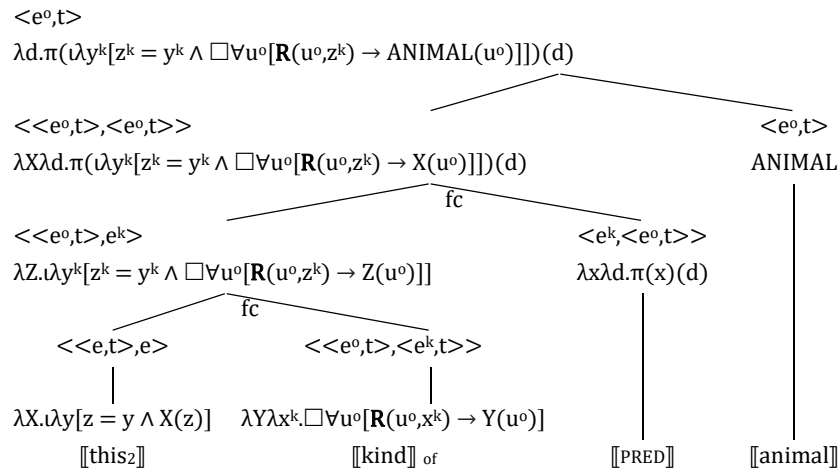 <eᵒ,t>
λd.π(ιλyᵏ[zᵏ = yᵏ ∧ □∀uᵒ[R(uᵒ,zᵏ) → ANIMAL(uᵒ)]])(d)
<<eᵒ,t>,<eᵒ,t>> <eᵒ,t>
λXλd.π(ιλyᵏ[zᵏ = yᵏ ∧ □∀uᵒ[R(uᵒ,zᵏ) → X(uᵒ)]])(d) ANIMAL
fc
<<eᵒ,t>,eᵏ> <eᵏ,<eᵒ,t>>
λZ.ιλyᵏ[zᵏ = yᵏ ∧ □∀uᵒ[R(uᵒ,zᵏ) → Z(uᵒ)]] λxλd.π(x)(d)
fc
<<e,t>,e> <<eᵒ,t>,<eᵏ,t>>
λX.ιλy[z = y ∧ X(z)] λYλxᵏ.□∀uᵒ[R(uᵒ,xᵏ) → Y(uᵒ)]
⟦this₂⟧ ⟦kind⟧ of ⟦PRED⟧ ⟦animal⟧